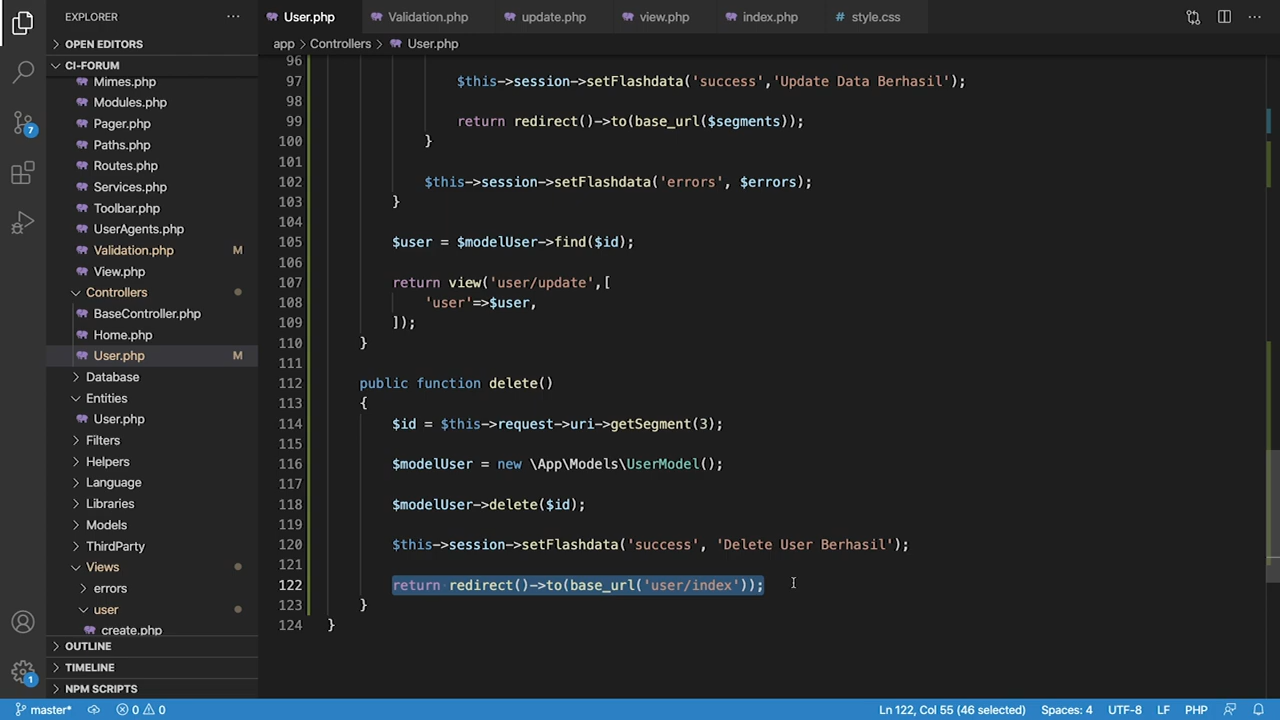 EXPLORER
User.php
Validation.php
update.php
view.php
index.php
style.css
OPEN EDITORS
app > Controllers > User.php
CI-FORUM
Mimes.php
Modules.php
Pager.php
Paths.php
Routes.php
Services.php
Toolbar.php
UserAgents.php
Validation.php M
View.php
Controllers
BaseController.php
Home.php
User.php M
Database
Entities
User.php
Filters
Helpers
Language
Libraries
Models
ThirdParty
Views
errors
user
create.php
OUTLINE
TIMELINE
NPM SCRIPTS
7
1
96
97 $this->session->setFlashdata('success','Update Data Berhasil');
98
99 return redirect()->to(base_url($segments));
100 }
101
102 $this->session->setFlashdata('errors', $errors);
103 }
104
105 $user = $modelUser->find($id);
106
107 return view('user/update',[
108 'user'=>$user,
109 ]);
110 }
111
112 public function delete()
113 {
114 $id = $this->request->uri->getSegment(3);
115
116 $modelUser = new \App\Models\UserModel();
117
118 $modelUser->delete($id);
119
120 $this->session->setFlashdata('success', 'Delete User Berhasil');
121
122 return redirect()->to(base_url('user/index'));
123 }
124 }
master* 0 0 Ln 122, Col 55 (46 selected) Spaces: 4 UTF-8 LF PHP